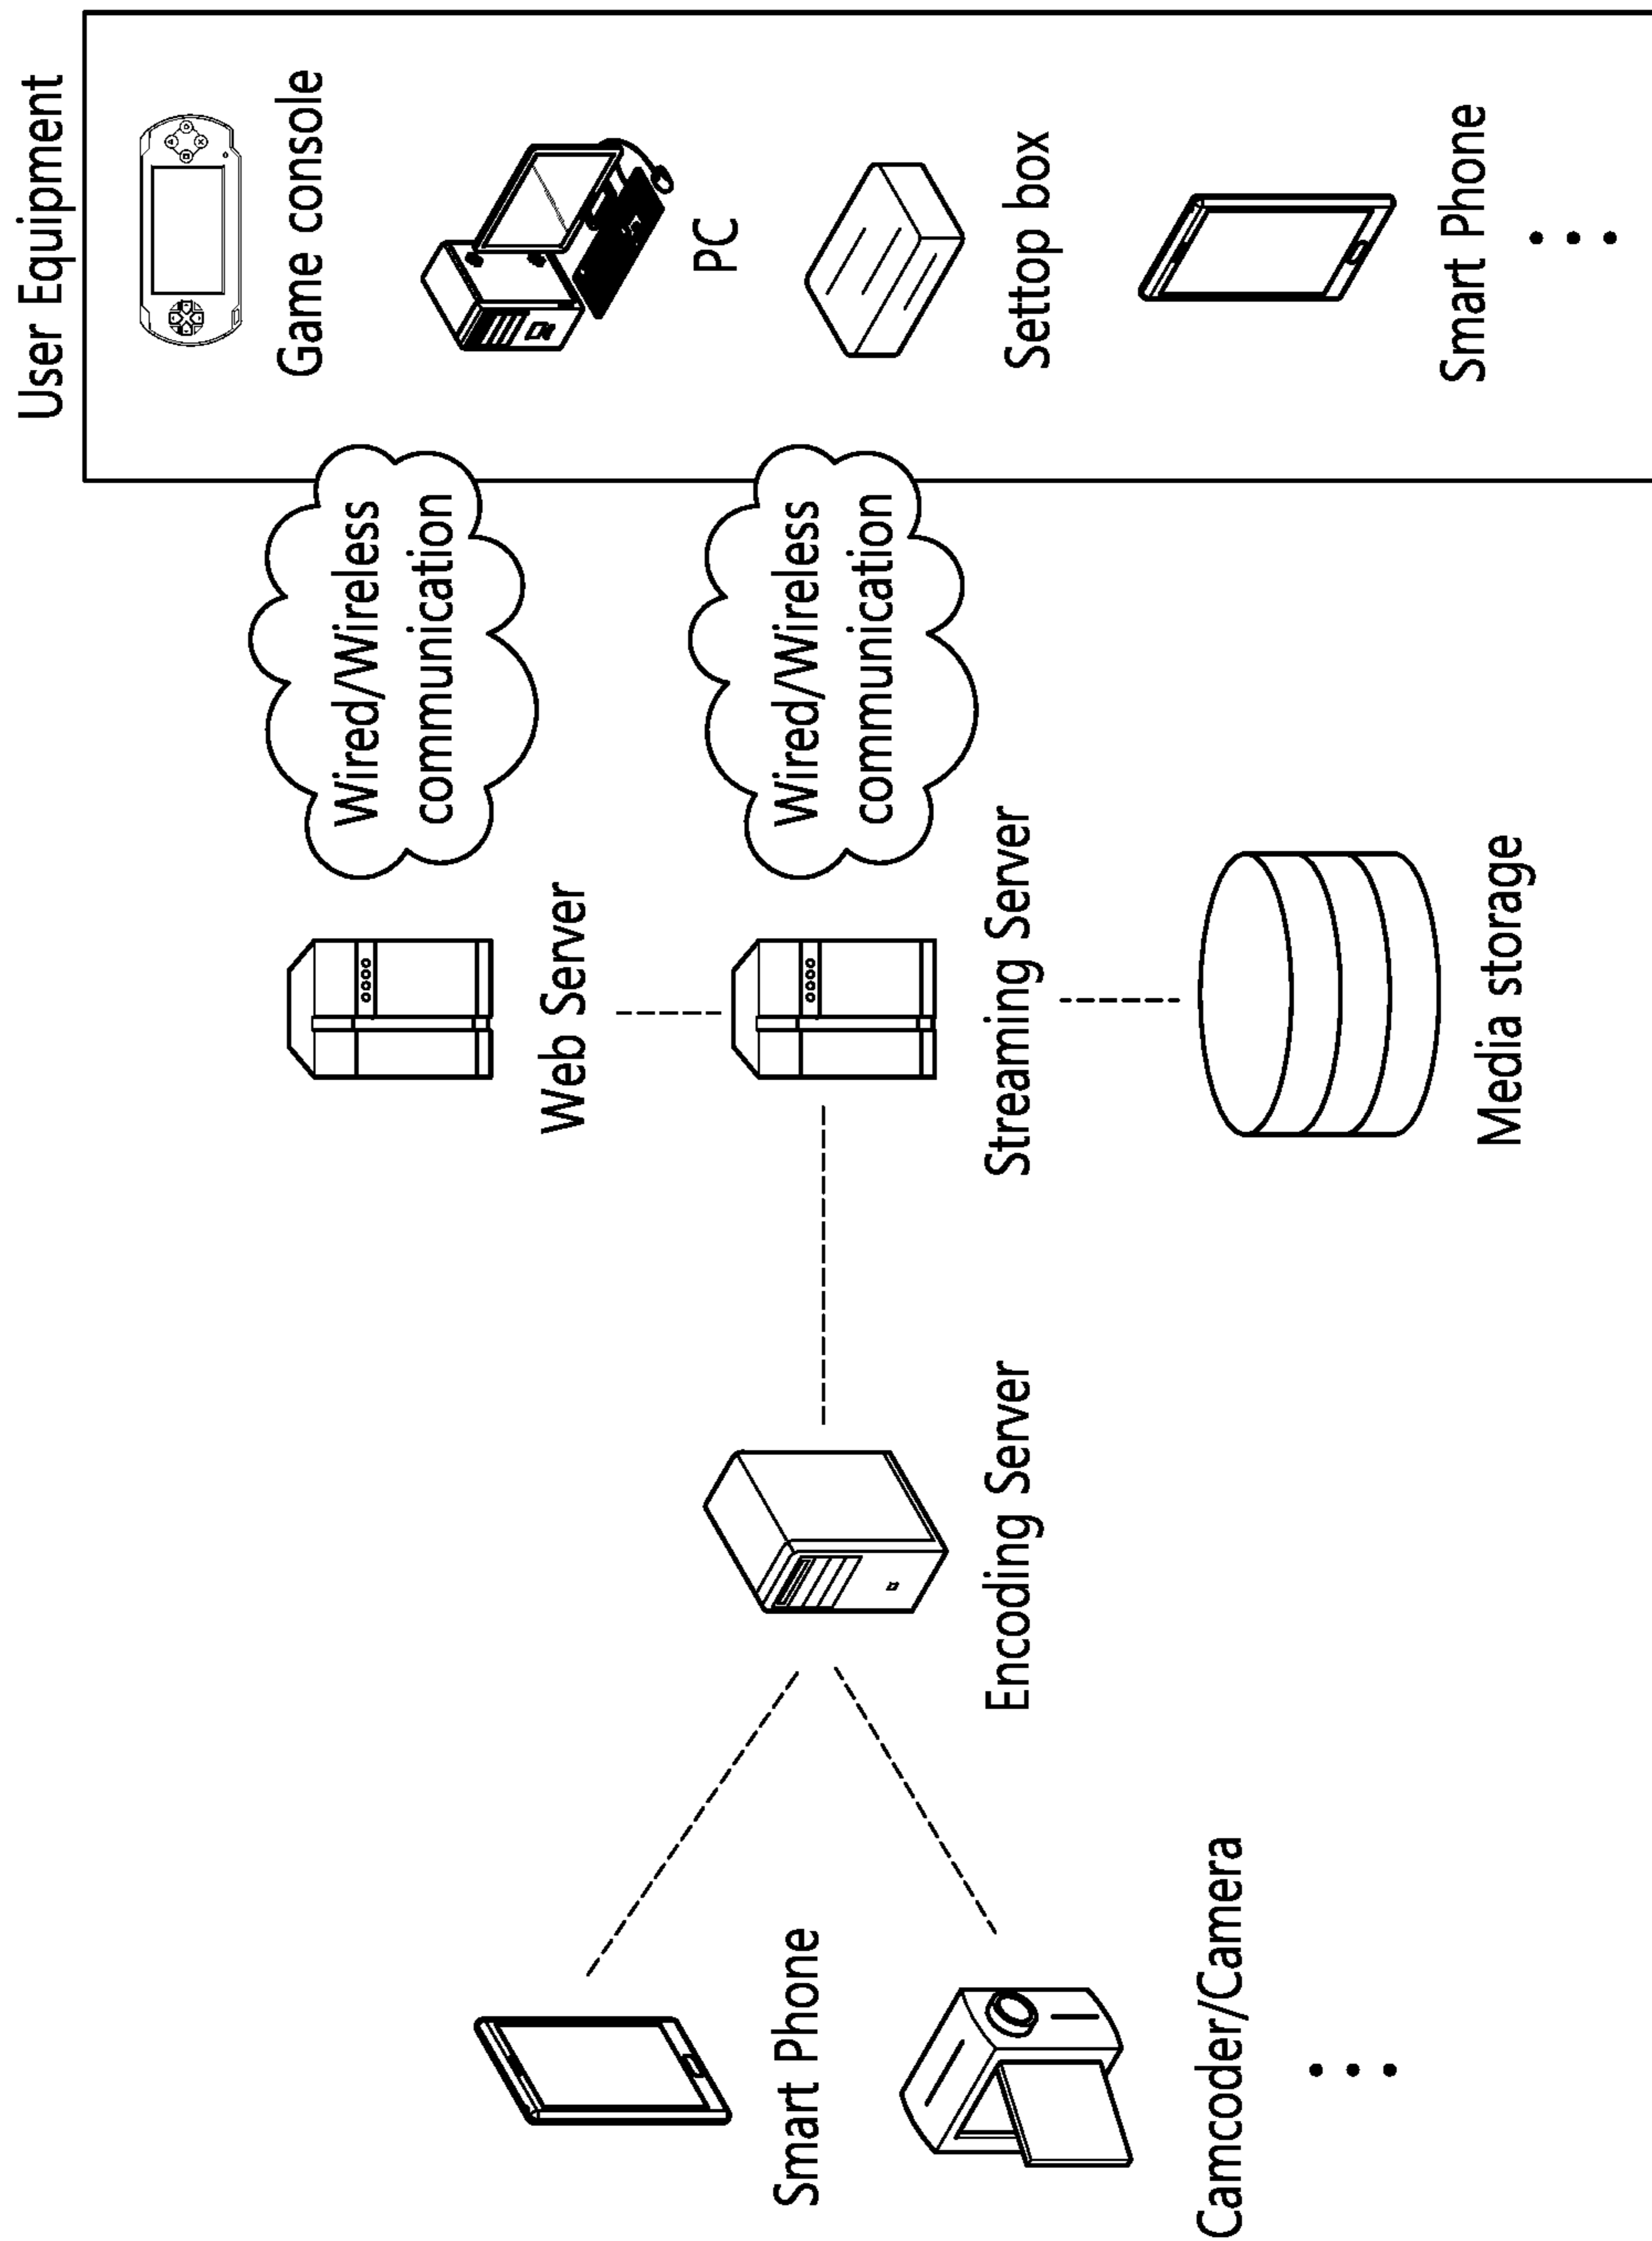 User Equipment
Game console
PC
Settop box
Smart Phone
Wired/Wireless
communication
Wired/Wireless
communication
Web Server
Streaming Server
Media storage
Encoding Server
Smart Phone
Camcoder/Camera